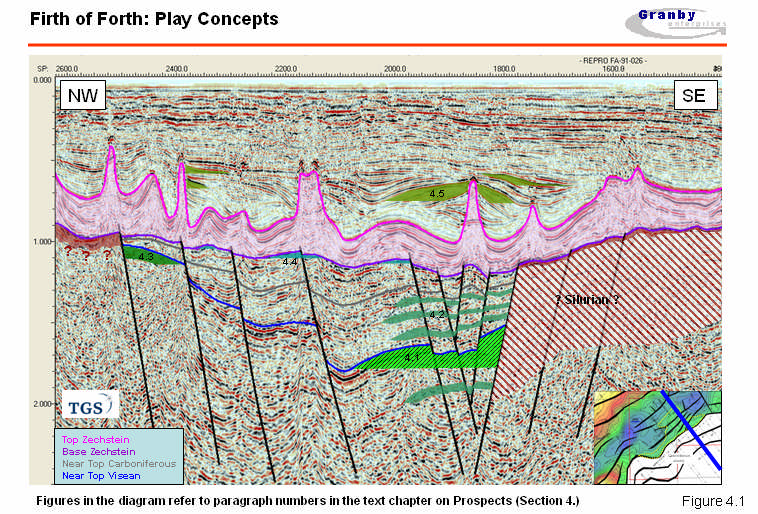 Firth of Forth: Play Concepts
Granby
enterprises
SP: 2600.0 2400.0 2200.0 2000.0 1800.0 - REPRO FA-91-026 - 1600.0
0.000
NW
SE
4.5
1.000
? ? ?
4.3
4.4
4.2
? Silurian ?
4.1
TGS
2.000
Top Zechstein
Base Zechstein
Near Top Carboniferous
Near Top Visean
Figures in the diagram refer to paragraph numbers in the text chapter on Prospects (Section 4.)
Figure 4.1